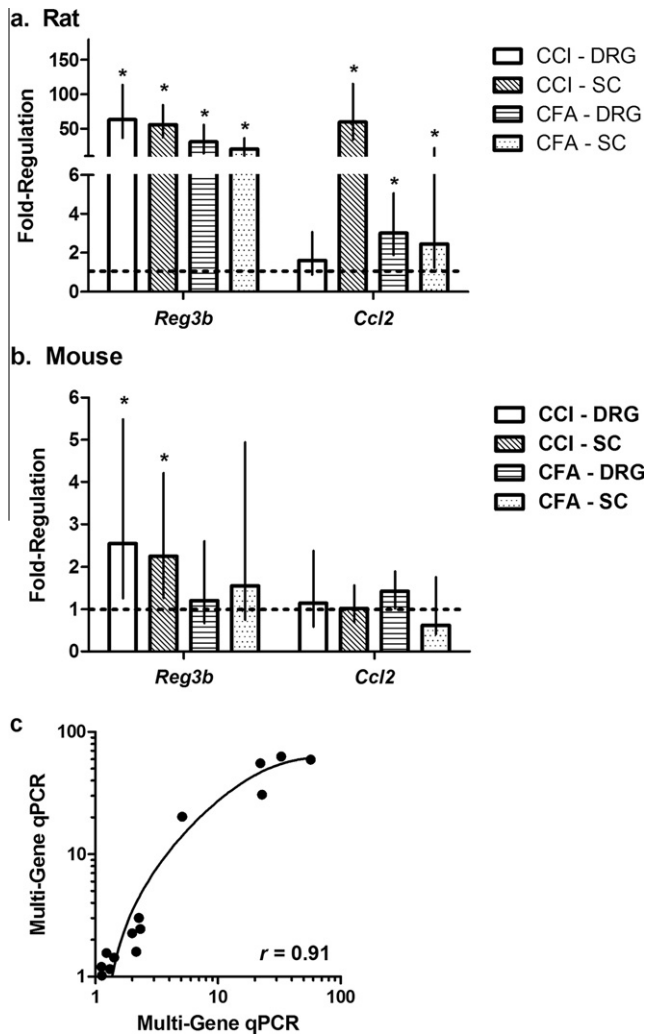 a. Rat
Fold-Regulation
150
100
50
6
4
2
0
* * * * * * *
Reg3b Ccl2
CCI - DRG
CCI - SC
CFA - DRG
CFA - SC
b. Mouse
Fold-Regulation
6
5
4
3
2
1
0
* *
Reg3b Ccl2
CCI - DRG
CCI - SC
CFA - DRG
CFA - SC
c
Multi-Gene qPCR
100
10
1
r = 0.91
1 10 100
Multi-Gene qPCR